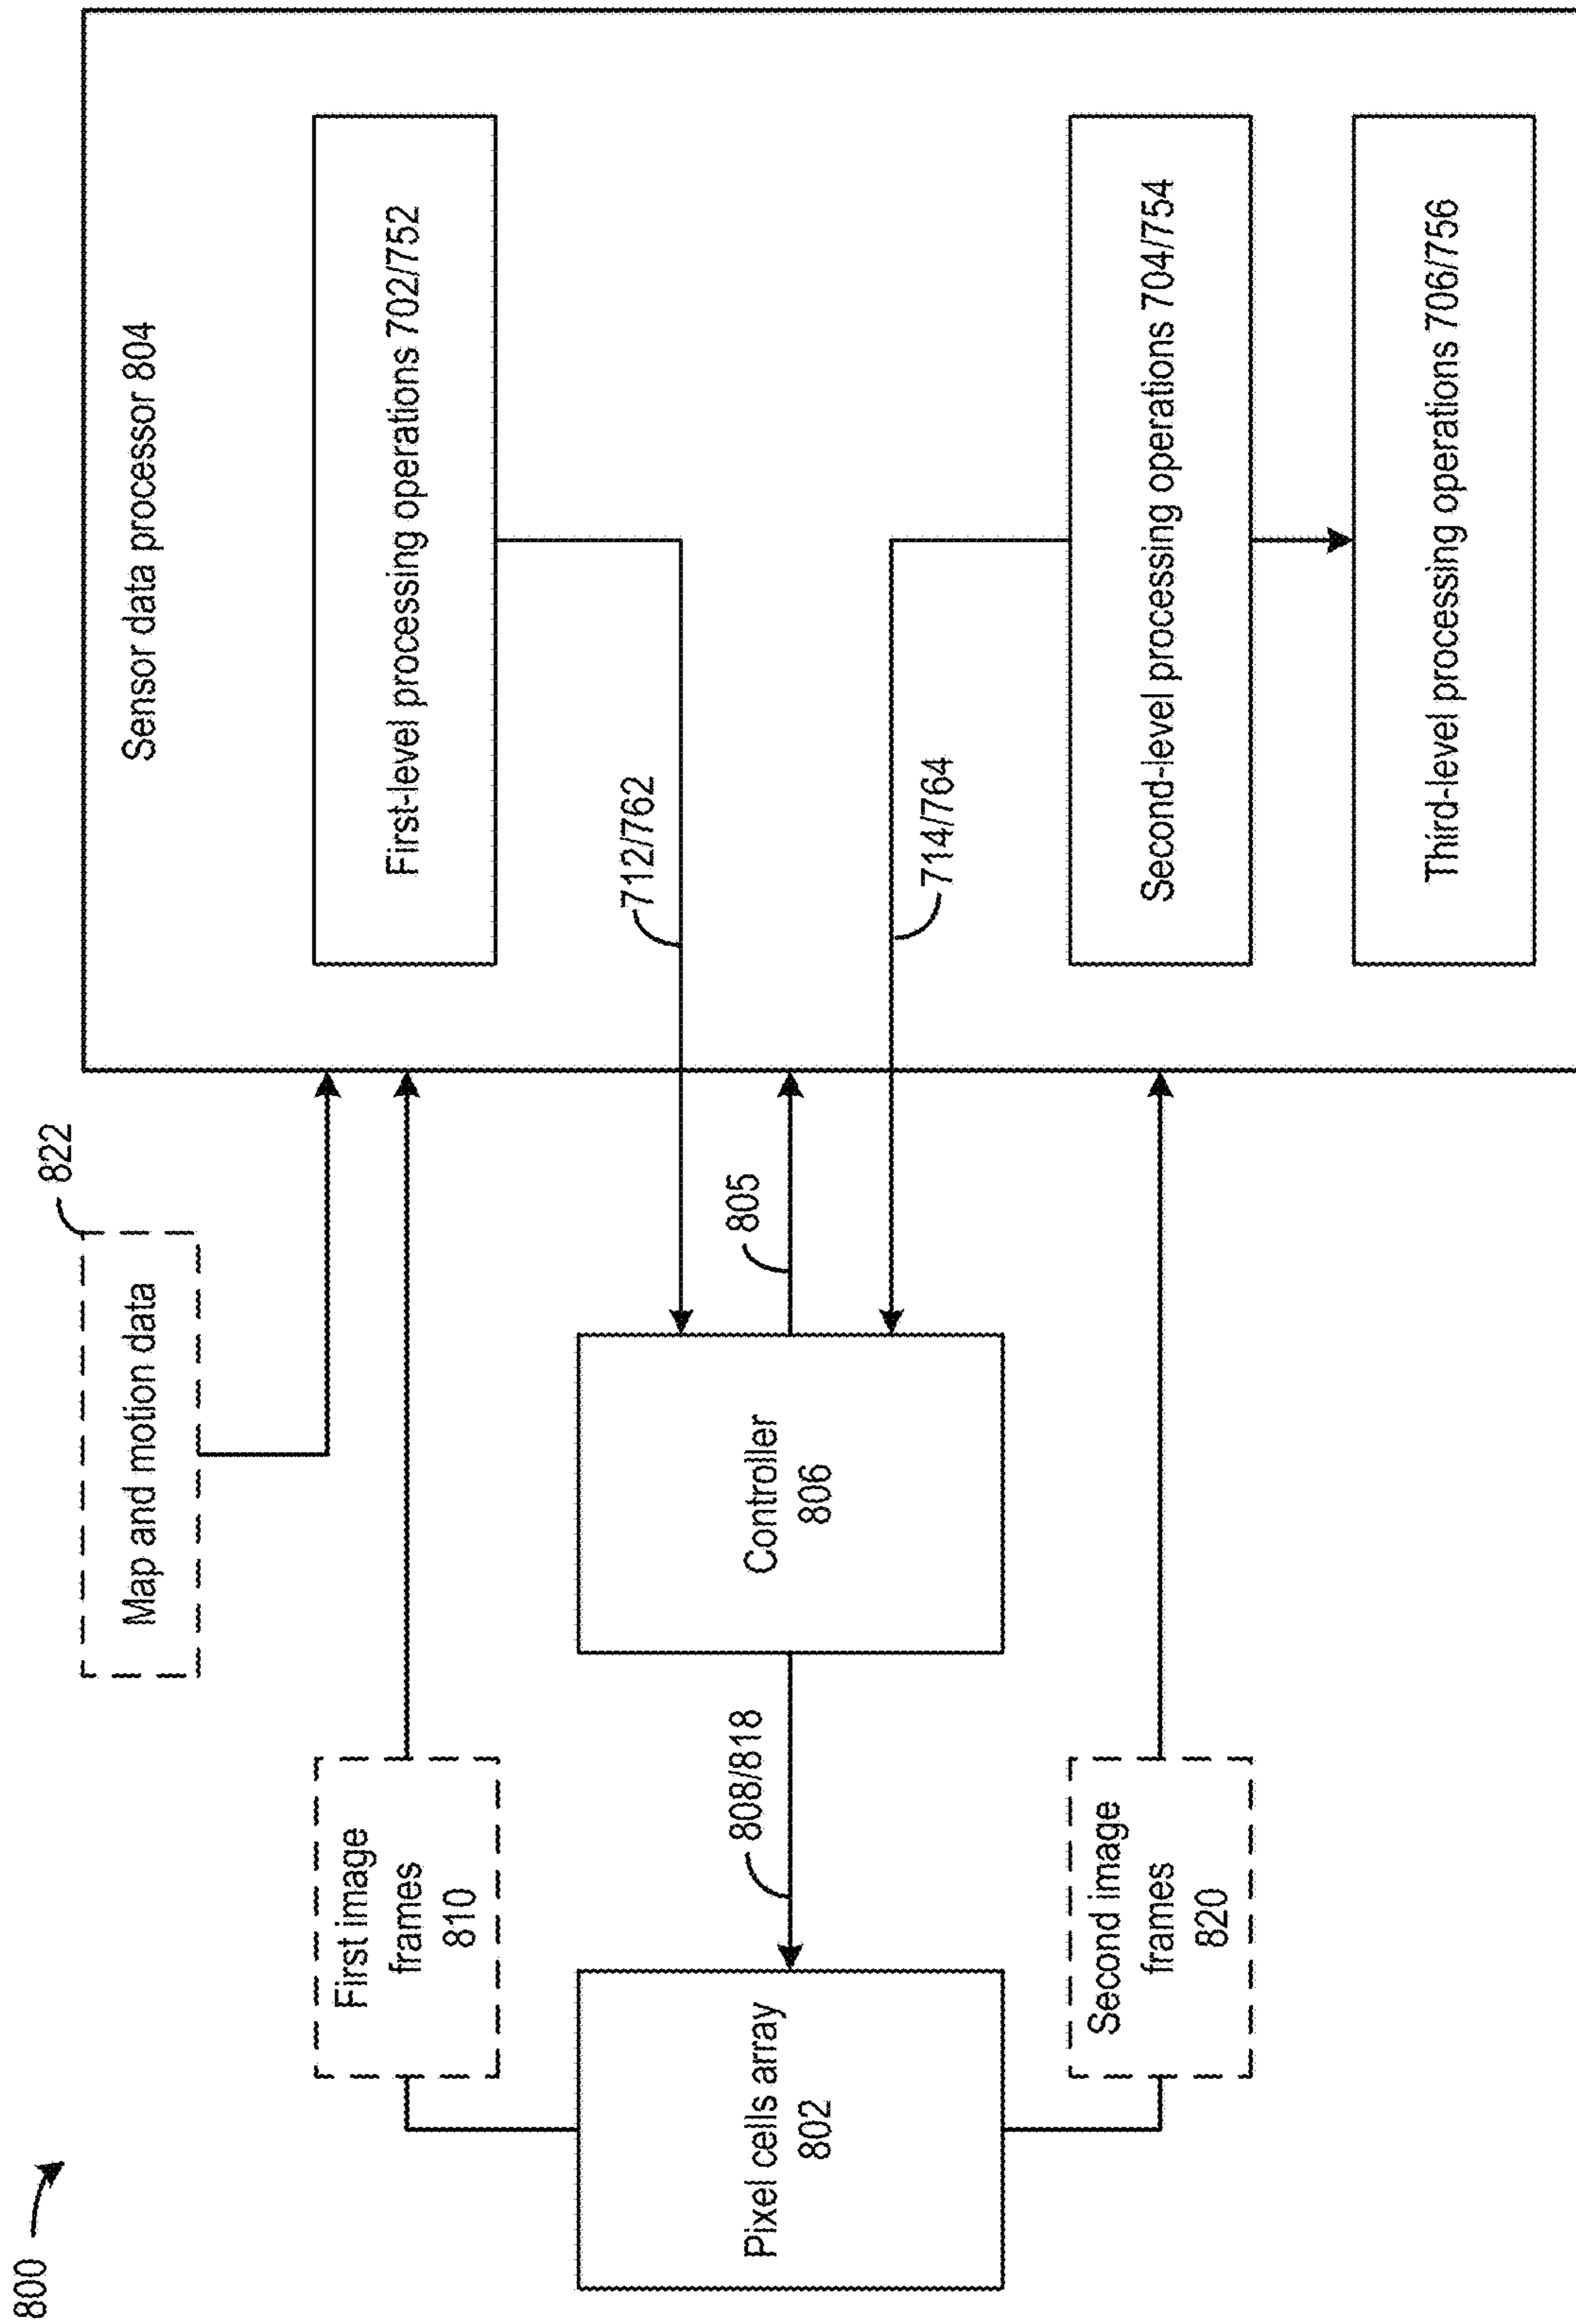 800
822
Map and motion data
Sensor data processor 804
First image
frames
810
First-level processing operations 702/752
712/762
Pixel cells array
802
808/818
Controller
806
805
714/764
Second image
frames
820
Second-level processing operations 704/754
Third-level processing operations 706/756